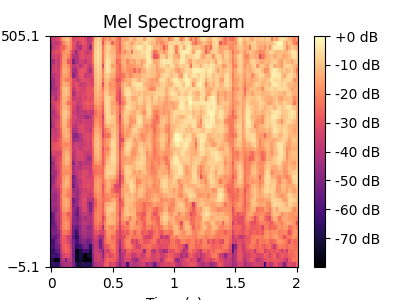 Mel Spectrogram
505.1
−5.1
0
0.5
1
1.5
2
+0 dB
-10 dB
-20 dB
-30 dB
-40 dB
-50 dB
-60 dB
-70 dB